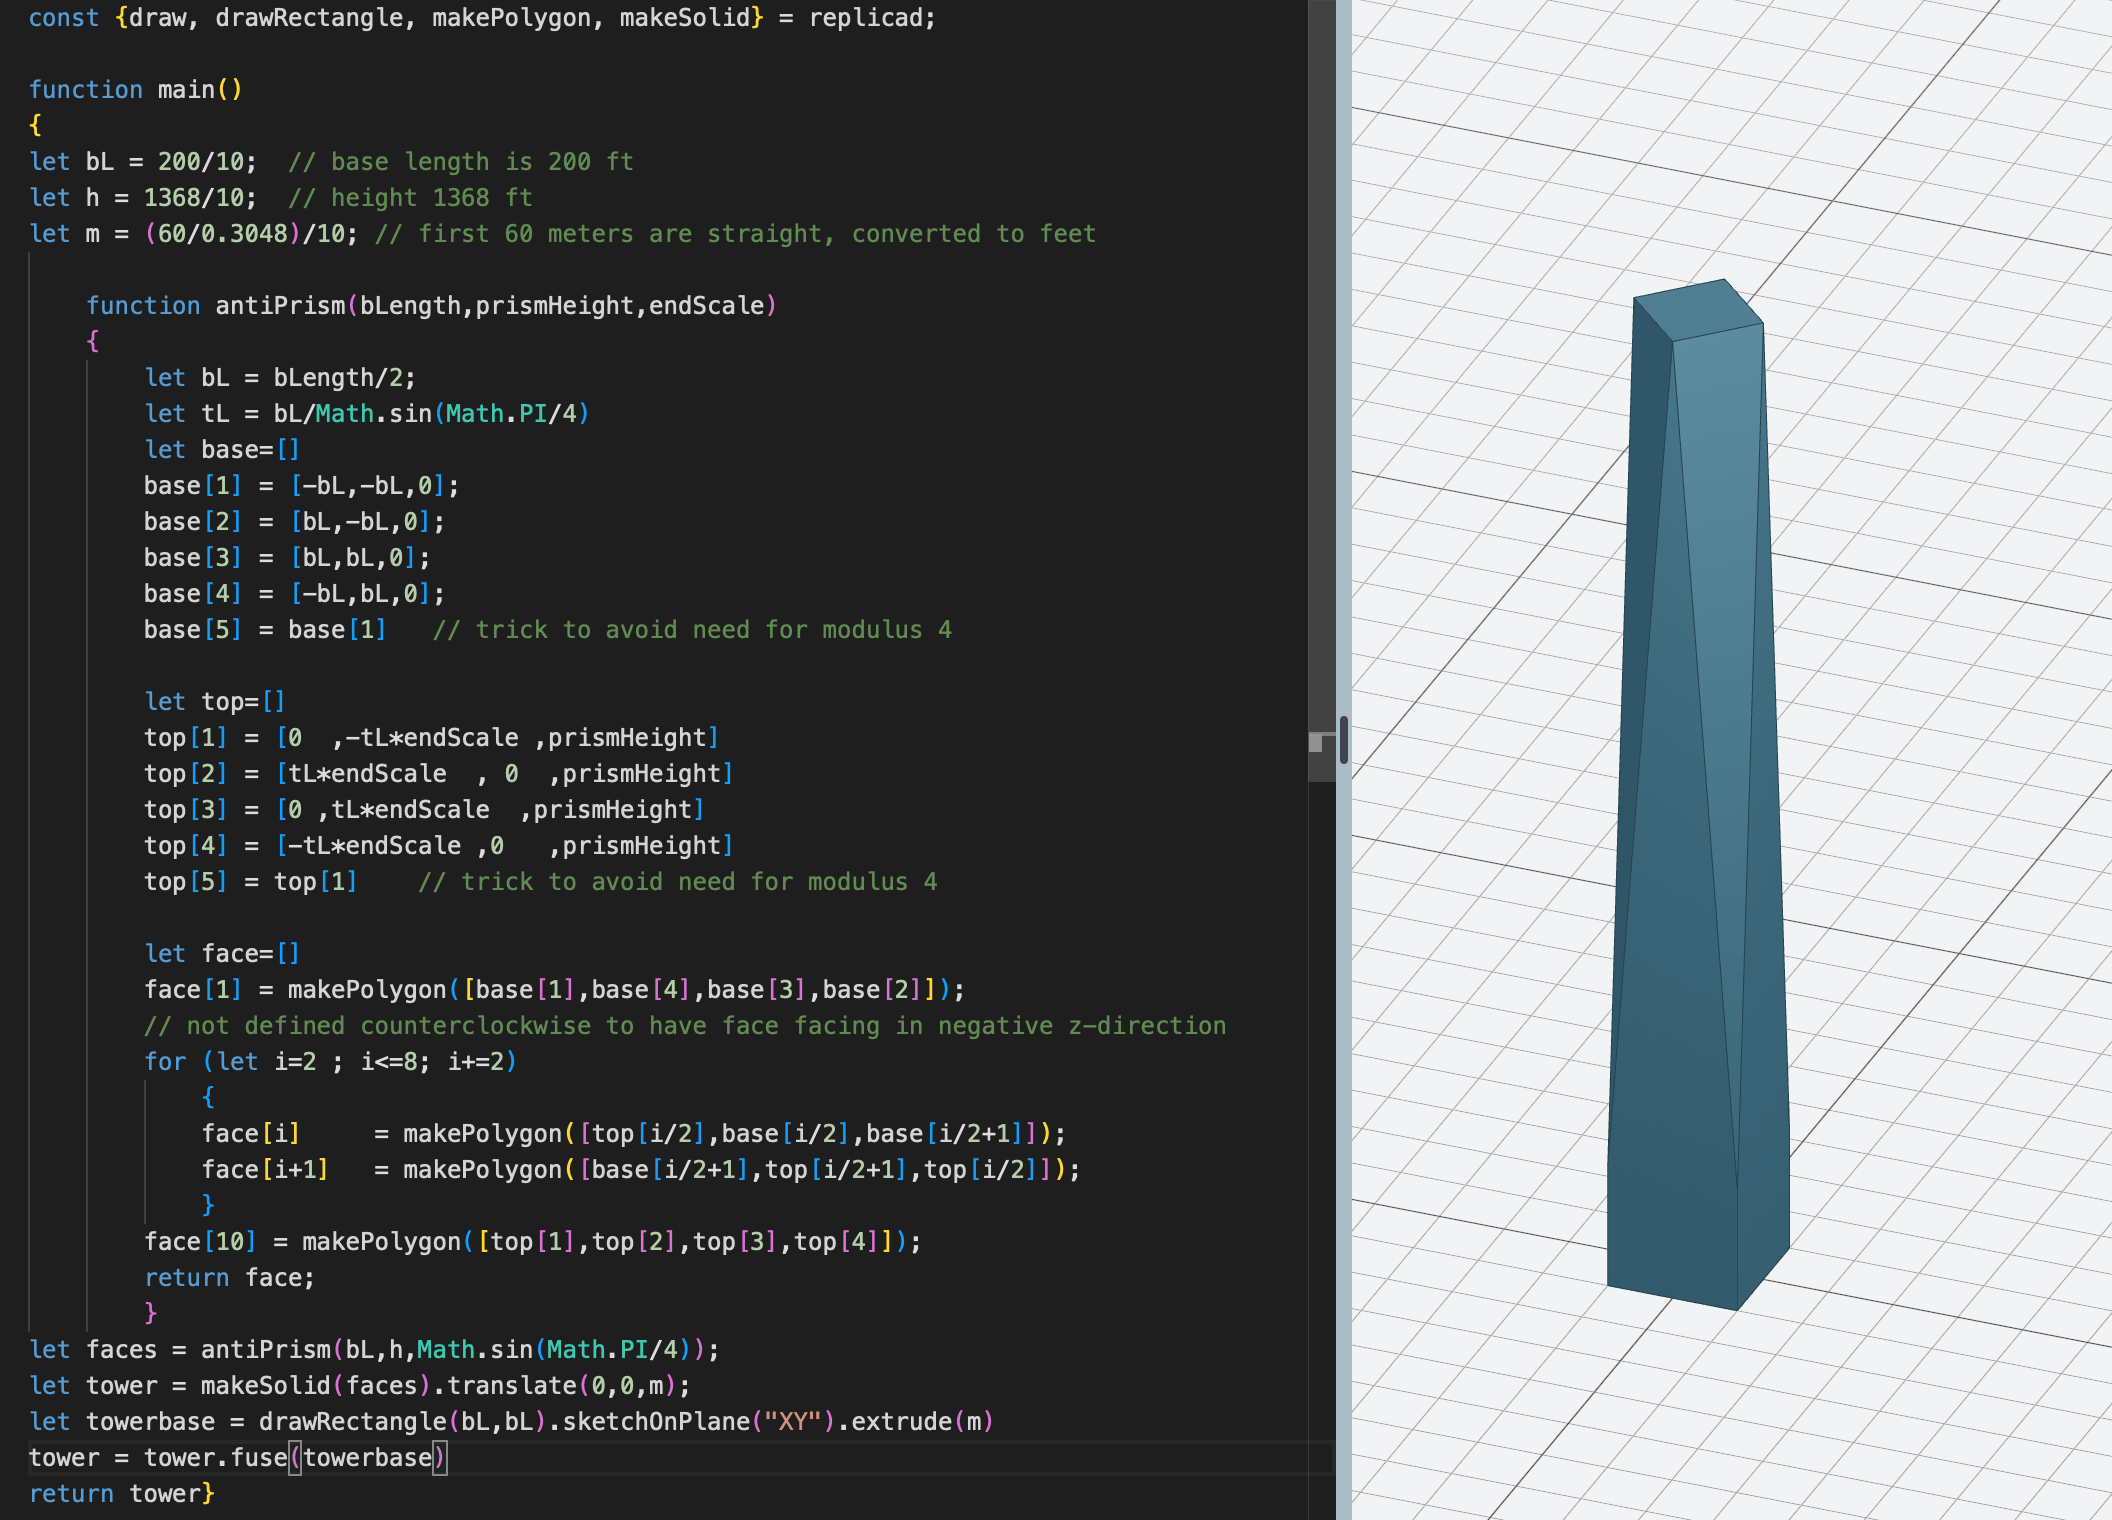 const {draw, drawRectangle, makePolygon, makeSolid} = replicad;
function main()
{
let bL = 200/10;  // base length is 200 ft
let h = 1368/10;  // height 1368 ft
let m = (60/0.3048)/10; // first 60 meters are straight, converted to feet
function antiPrism(bLength,prismHeight,endScale)
{
let bL = bLength/2;
let tL = bL/Math.sin(Math.PI/4)
let base=[]
base[1] = [-bL,-bL,0];
base[2] = [bL,-bL,0];
base[3] = [bL,bL,0];
base[4] = [-bL,bL,0];
base[5] = base[1]   // trick to avoid need for modulus 4
let top=[]
top[1] = [0  ,-tL*endScale ,prismHeight]
top[2] = [tL*endScale  , 0  ,prismHeight]
top[3] = [0 ,tL*endScale  ,prismHeight]
top[4] = [-tL*endScale ,0   ,prismHeight]
top[5] = top[1]    // trick to avoid need for modulus 4
let face=[]
face[1] = makePolygon([base[1],base[4],base[3],base[2]]);
// not defined counterclockwise to have face facing in negative z-direction
for (let i=2 ; i<=8; i+=2)
{
face[i]     = makePolygon([top[i/2],base[i/2],base[i/2+1]]);
face[i+1]   = makePolygon([base[i/2+1],top[i/2+1],top[i/2]]);
}
face[10] = makePolygon([top[1],top[2],top[3],top[4]]);
return face;
}
let faces = antiPrism(bL,h,Math.sin(Math.PI/4));
let tower = makeSolid(faces).translate(0,0,m);
let towerbase = drawRectangle(bL,bL).sketchOnPlane("XY").extrude(m)
tower = tower.fuse(towerbase)
return tower}